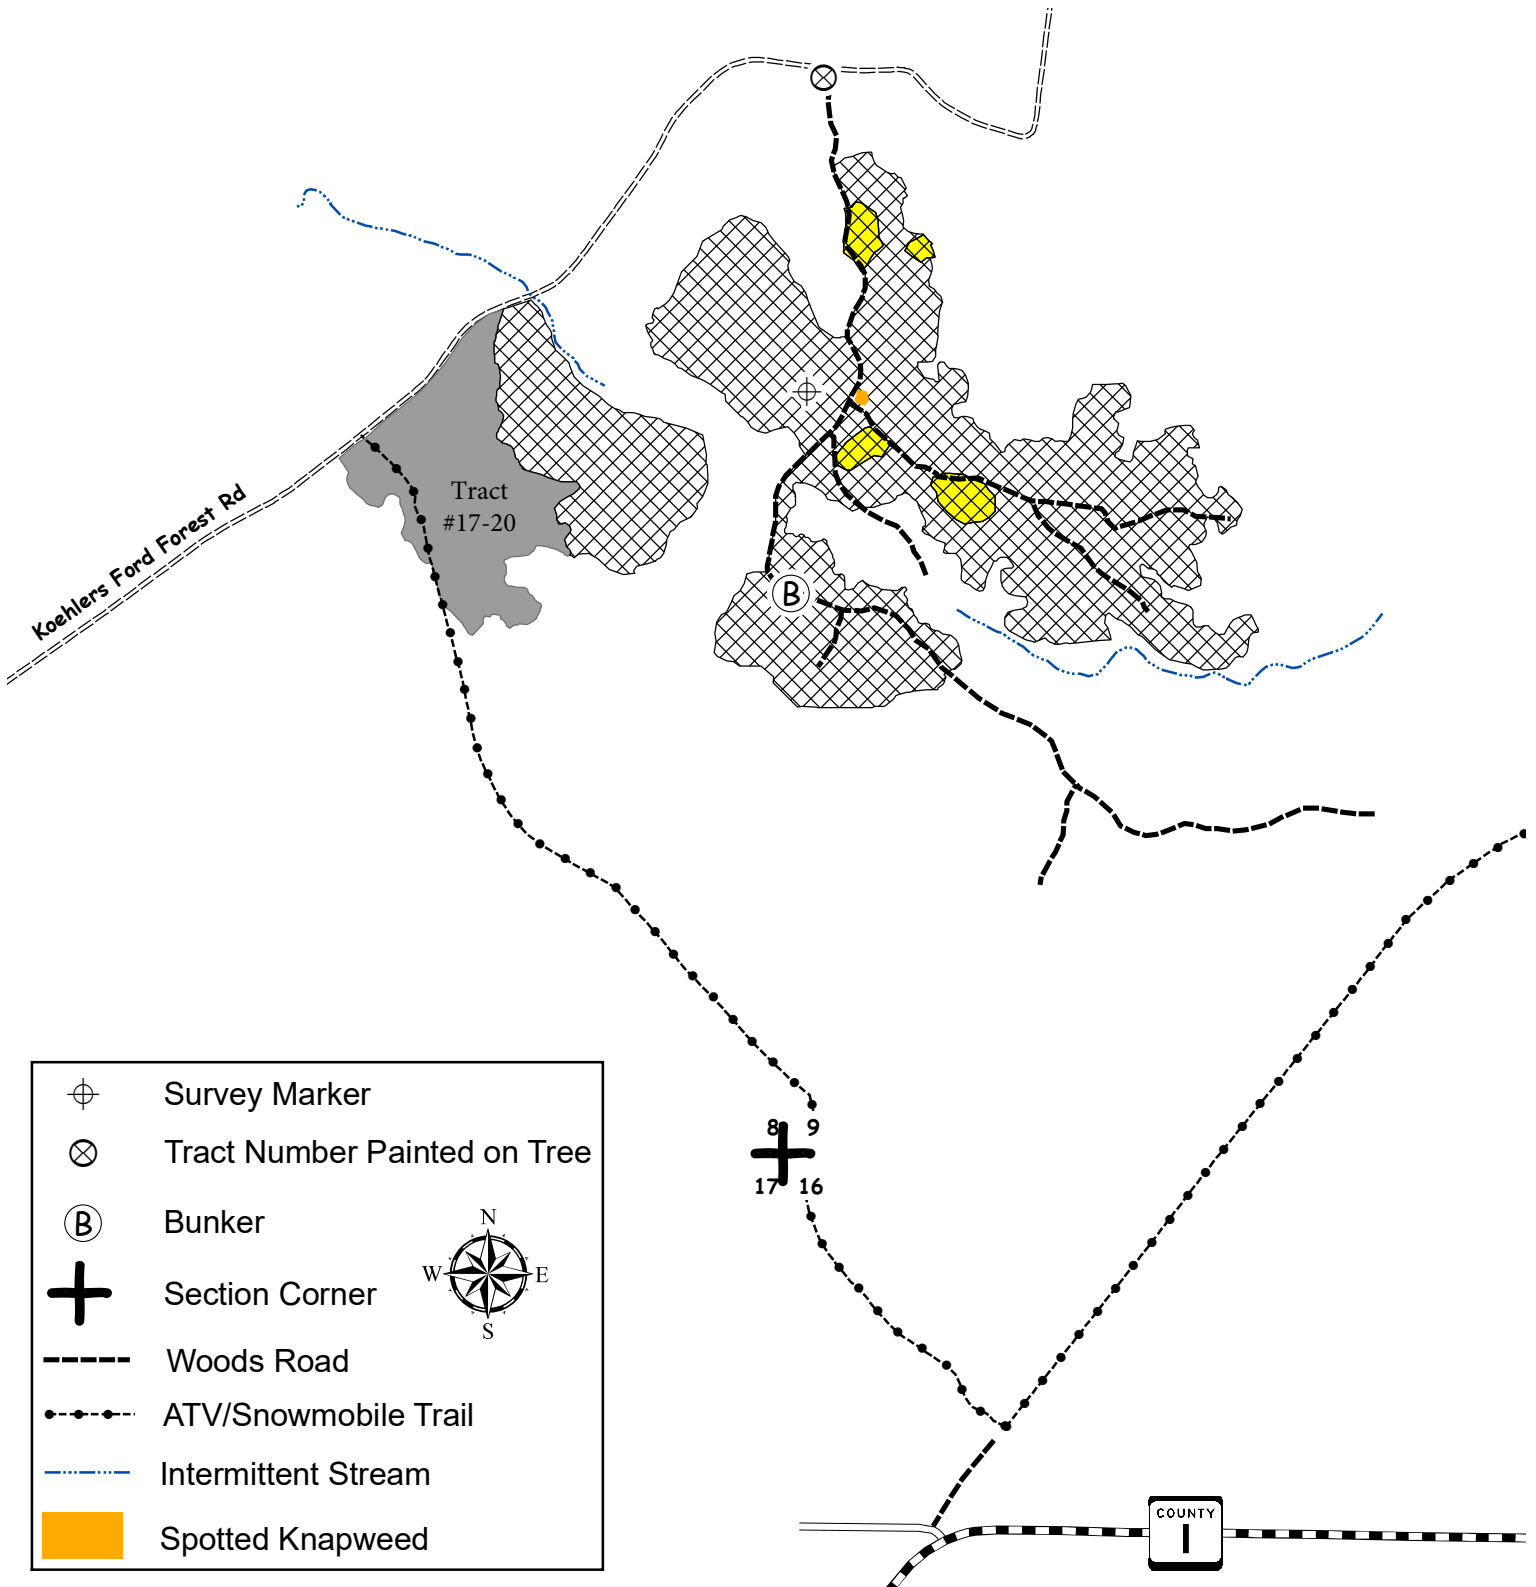 Koehlers Ford Forest Rd
Tract
#17-20
B
8 9
17 16
Survey Marker
Tract Number Painted on Tree
B
Bunker
Section Corner
N
W E
S
Woods Road
ATV/Snowmobile Trail
Intermittent Stream
Spotted Knapweed
COUNTY
I